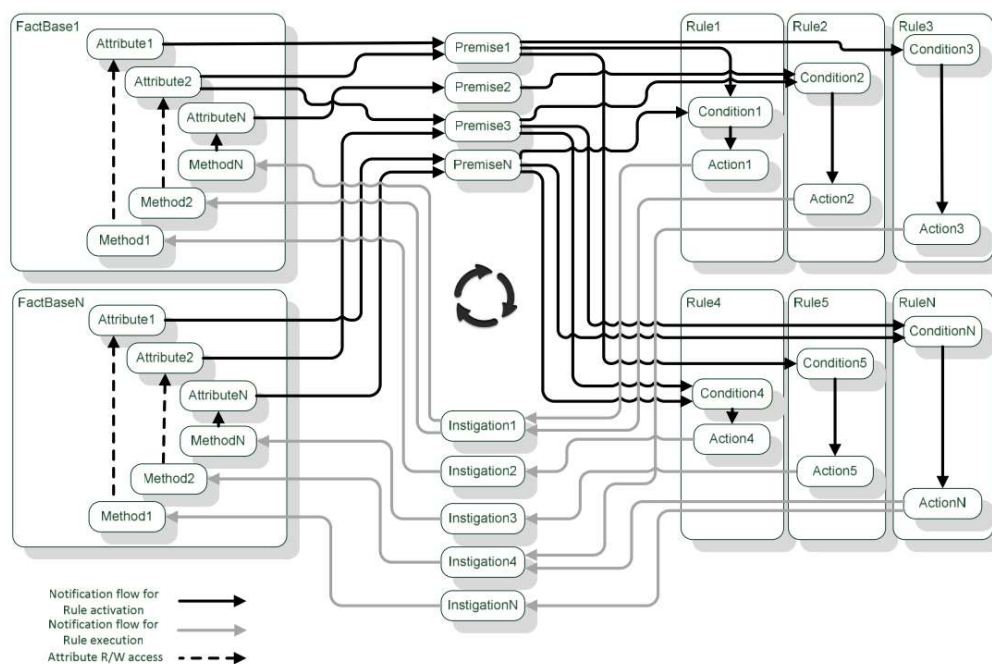 FactBase1
Attribute1
Attribute2
AttributeN
MethodN
Method2
Method1
FactBaseN
Attribute1
Attribute2
AttributeN
MethodN
Method2
Method1
Premise1
Premise2
Premise3
PremiseN
Instigation1
Instigation2
Instigation3
Instigation4
InstigationN
Rule1
Condition1
Action1
Rule2
Condition2
Action2
Rule3
Condition3
Action3
Rule4
Condition4
Action4
Rule5
Condition5
Action5
RuleN
ConditionN
ActionN
Notification flow for
Rule activation
Notification flow for
Rule execution
Attribute R/W access